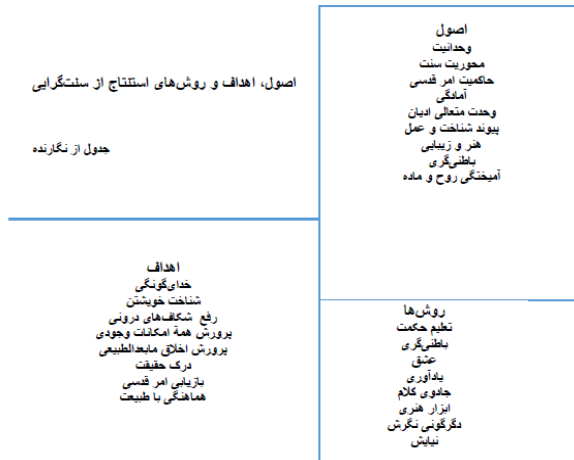 اصول
وحدانیت
محوریت سنت
حاکمیت امر قدسی
آمادگی
وحدت متعالی ادیان
پیوند شناخت و عمل
هنر و زیبایی
باطنی‌گری
آمیختگی روح و ماده
اصول، اهداف و روش‌های استلتاج از سنت‌گرایی
جدول از نگارنده
روش‌ها
تعلیم حکمت
باطنی‌گری
عشق
یادآوری
جادوی کلام
ابزار هنری
دگرگونی نگرش
نیایش
اهداف
خدای‌گونگی
شناخت خویشتن
رفع شکاف‌های درونی
پرورش همة امکانات وجودی
پرورش اخلاق مابعدالطبیعی
درک حقیقت
بازیابی امر قدسی
هماهنگی با طبیعت